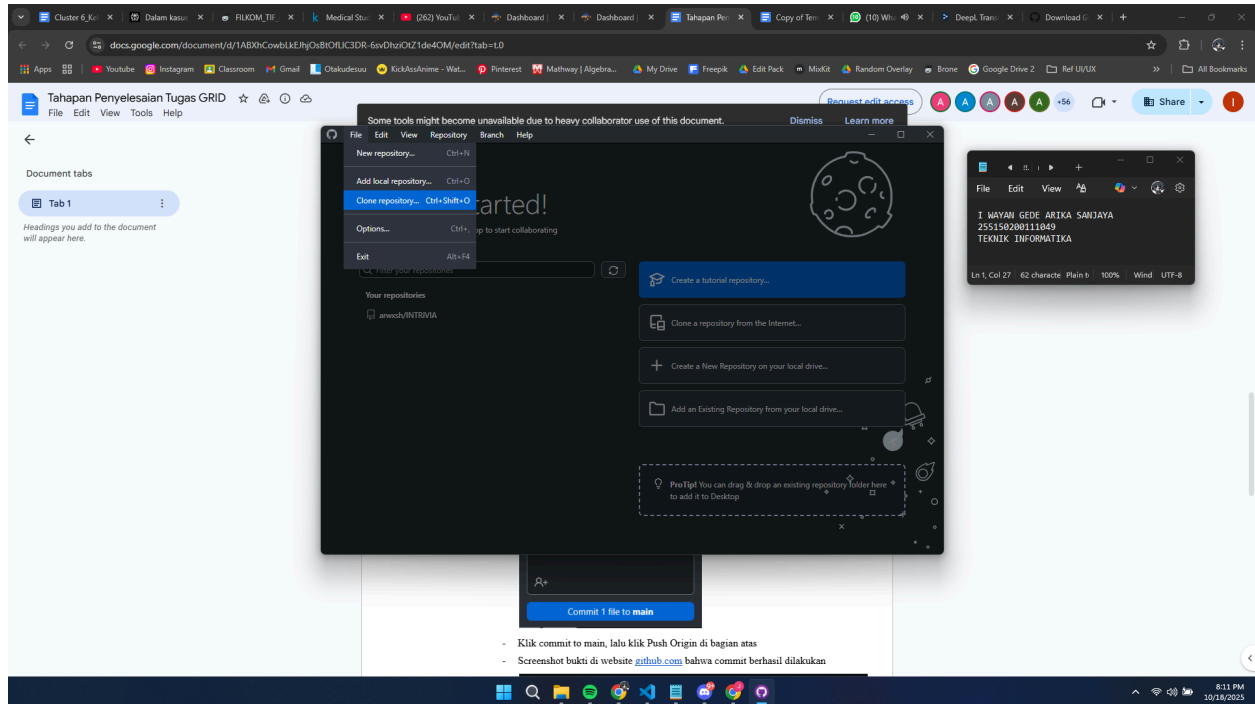 Cluster 6_Kel
Dalam kasus
FILKOM_TIF_
Medical Stud
(262) YouTub
Dashboard |
Dashboard |
Tahapan Pen
Copy of Tem
(10) Wha
DeepL Trans
Download G
docs.google.com/document/d/1ABXhCowbLkEJhjOsBtOfLlC3DR-6svDhziOtZ1de4OM/edit?tab=t.0
Apps
Youtube
Instagram
Classroom
Gmail
Otakudesuu
KickAssAnime - Wat...
Pinterest
Mathway | Algebra...
My Drive
Freepik
Edit Pack
MixKit
Random Overlay
Brone
Google Drive 2
Ref UI/UX
All Bookmarks
Tahapan Penyelesaian Tugas GRID
File Edit View Tools Help
Request edit access
A A A A A +56
Share
I
Some tools might become unavailable due to heavy collaborator use of this document. Dismiss Learn more
Document tabs
Tab 1
Headings you add to the document
will appear here.
File Edit View Repository Branch Help
New repository... Ctrl+N
Add local repository... Ctrl+O
Clone repository... Ctrl+Shift+O
Options... Ctrl+,
Exit Alt+F4
tarted!
op to start collaborating
Filter your repositories
Your repositories
arwxsh/INTRIVIA
Create a tutorial repository...
Clone a repository from the Internet...
Create a New Repository on your local drive...
Add an Existing Repository from your local drive...
ProTip! You can drag & drop an existing repository folder here
to add it to Desktop
File Edit View
I WAYAN GEDE ARIKA SANJAYA
255150200111049
TEKNIK INFORMATIKA
Ln 1, Col 27 62 characte Plain t 100% Wind UTF-8
Commit 1 file to main
- Klik commit to main, lalu klik Push Origin di bagian atas
- Screenshot bukti di website github.com bahwa commit berhasil dilakukan
8:11 PM
10/18/2025